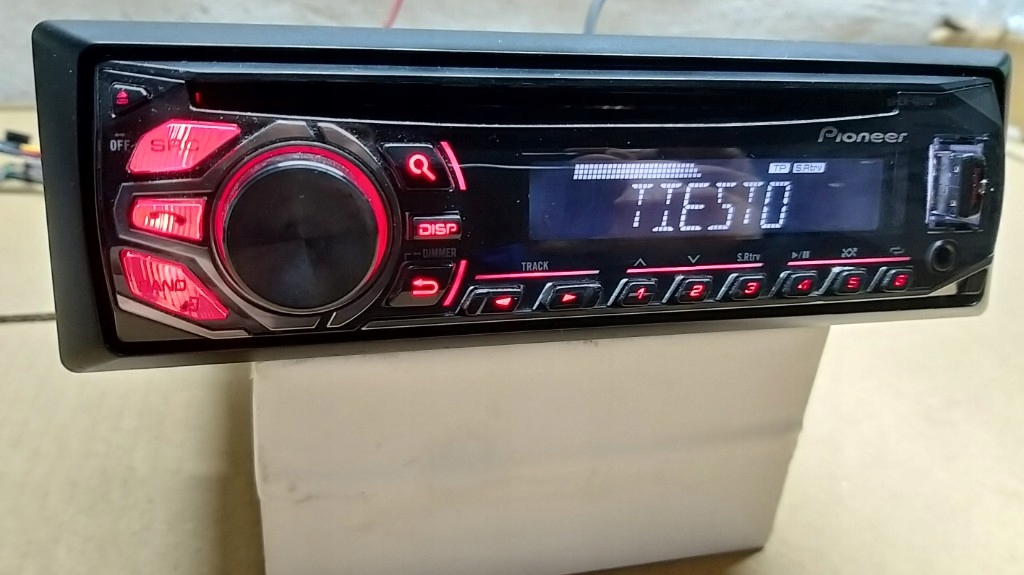 OFF
SRC
BAND
DISP
DIMMER
Pioneer
TP S.Rtrv
TIESTO
TRACK
S.Rtrv
1 2 3 4 5 6